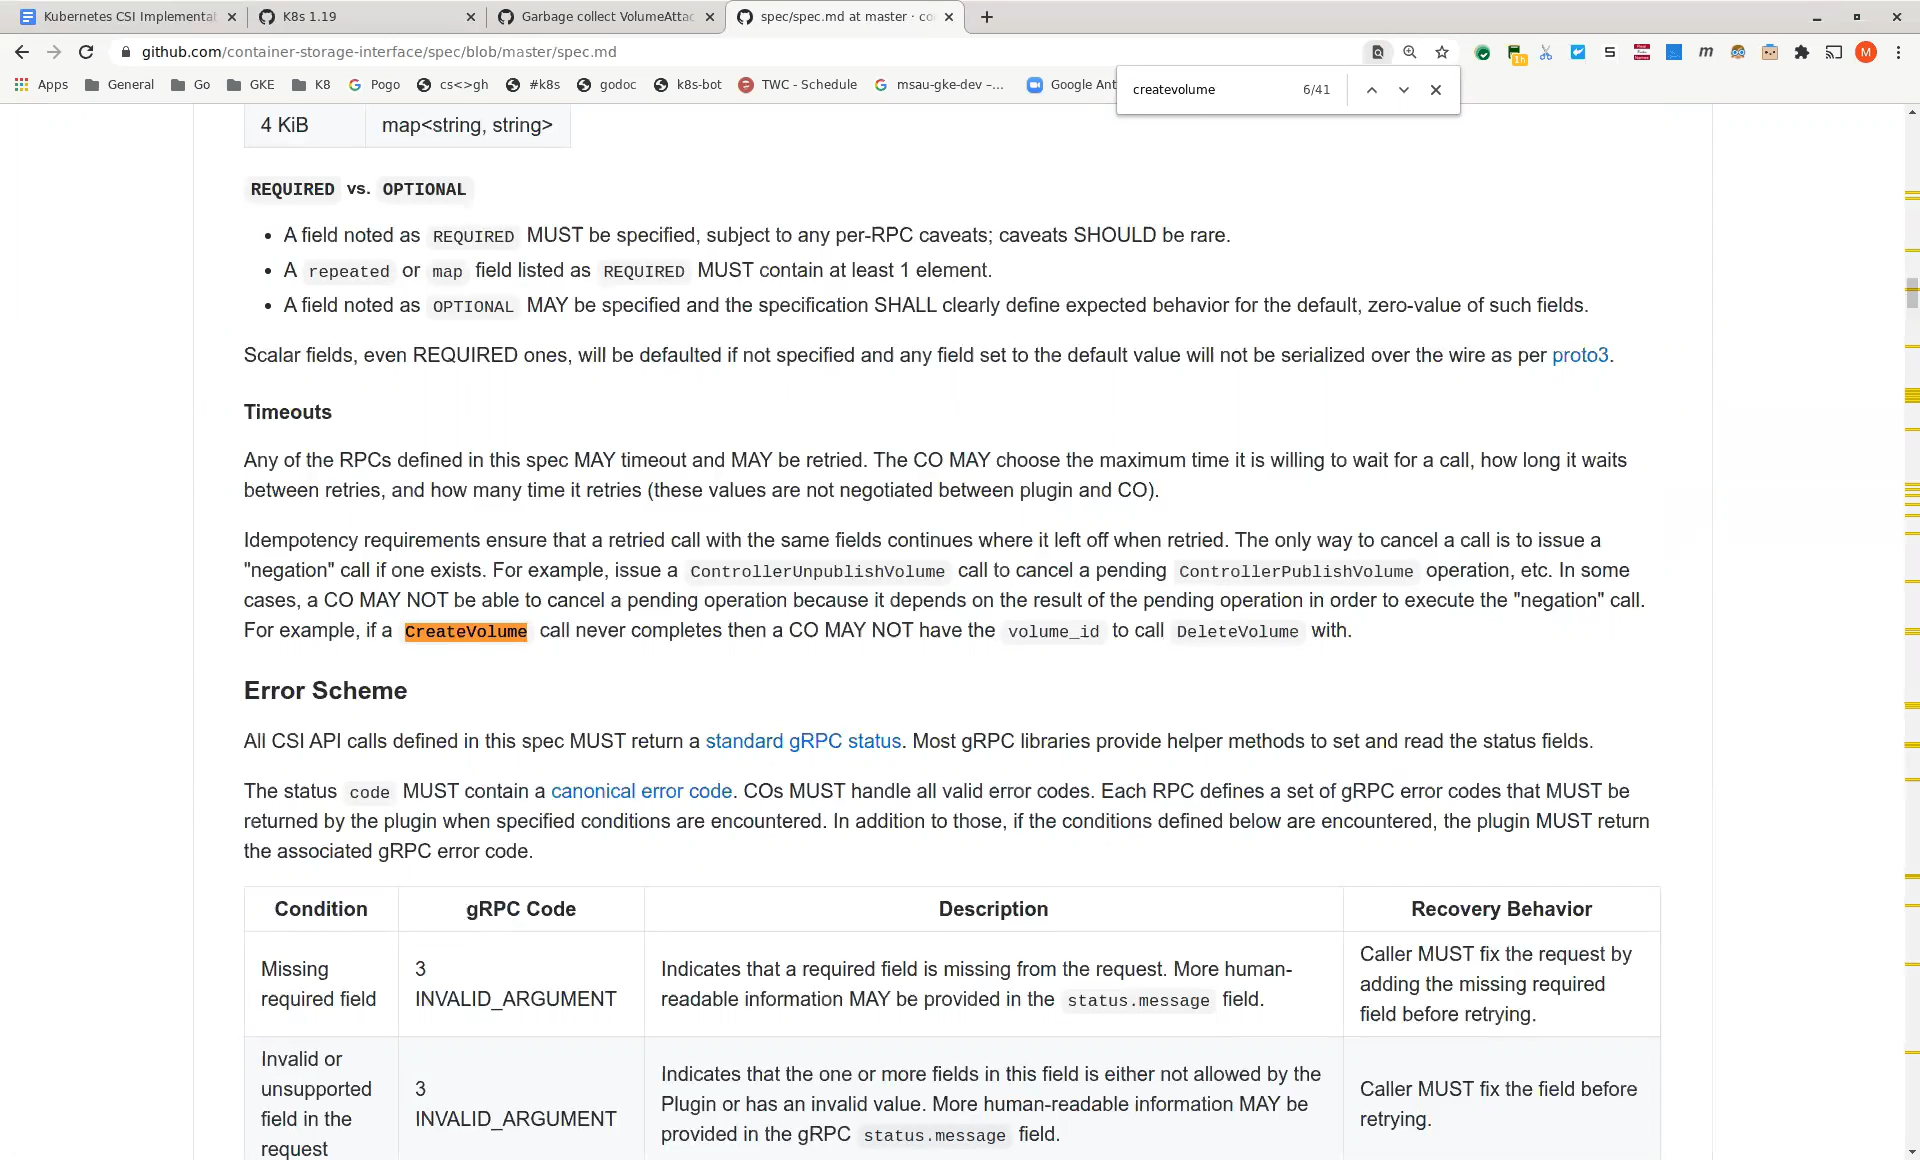 Kubernetes CSI Implementa
K8s 1.19
Garbage collect VolumeAttac
spec/spec.md at master · co
github.com/container-storage-interface/spec/blob/master/spec.md
1h
M
Apps General Go GKE K8 Pogo cs<>gh #k8s godoc k8s-bot TWC - Schedule msau-gke-dev –... Google Ant
createvolume 6/41
4 KiB map<string, string>
REQUIRED vs. OPTIONAL
• A field noted as REQUIRED MUST be specified, subject to any per-RPC caveats; caveats SHOULD be rare.
• A repeated or map field listed as REQUIRED MUST contain at least 1 element.
• A field noted as OPTIONAL MAY be specified and the specification SHALL clearly define expected behavior for the default, zero-value of such fields.
Scalar fields, even REQUIRED ones, will be defaulted if not specified and any field set to the default value will not be serialized over the wire as per proto3.
Timeouts
Any of the RPCs defined in this spec MAY timeout and MAY be retried. The CO MAY choose the maximum time it is willing to wait for a call, how long it waits
between retries, and how many time it retries (these values are not negotiated between plugin and CO).
Idempotency requirements ensure that a retried call with the same fields continues where it left off when retried. The only way to cancel a call is to issue a
"negation" call if one exists. For example, issue a ControllerUnpublishVolume call to cancel a pending ControllerPublishVolume operation, etc. In some
cases, a CO MAY NOT be able to cancel a pending operation because it depends on the result of the pending operation in order to execute the "negation" call.
For example, if a CreateVolume call never completes then a CO MAY NOT have the volume_id to call DeleteVolume with.
Error Scheme
All CSI API calls defined in this spec MUST return a standard gRPC status. Most gRPC libraries provide helper methods to set and read the status fields.
The status code MUST contain a canonical error code. COs MUST handle all valid error codes. Each RPC defines a set of gRPC error codes that MUST be
returned by the plugin when specified conditions are encountered. In addition to those, if the conditions defined below are encountered, the plugin MUST return
the associated gRPC error code.
Condition gRPC Code Description Recovery Behavior
Missing
required field
3
INVALID_ARGUMENT
Indicates that a required field is missing from the request. More human-
readable information MAY be provided in the status.message field.
Caller MUST fix the request by
adding the missing required
field before retrying.
Invalid or
unsupported
field in the
request
3
INVALID_ARGUMENT
Indicates that the one or more fields in this field is either not allowed by the
Plugin or has an invalid value. More human-readable information MAY be
provided in the gRPC status.message field.
Caller MUST fix the field before
retrying.